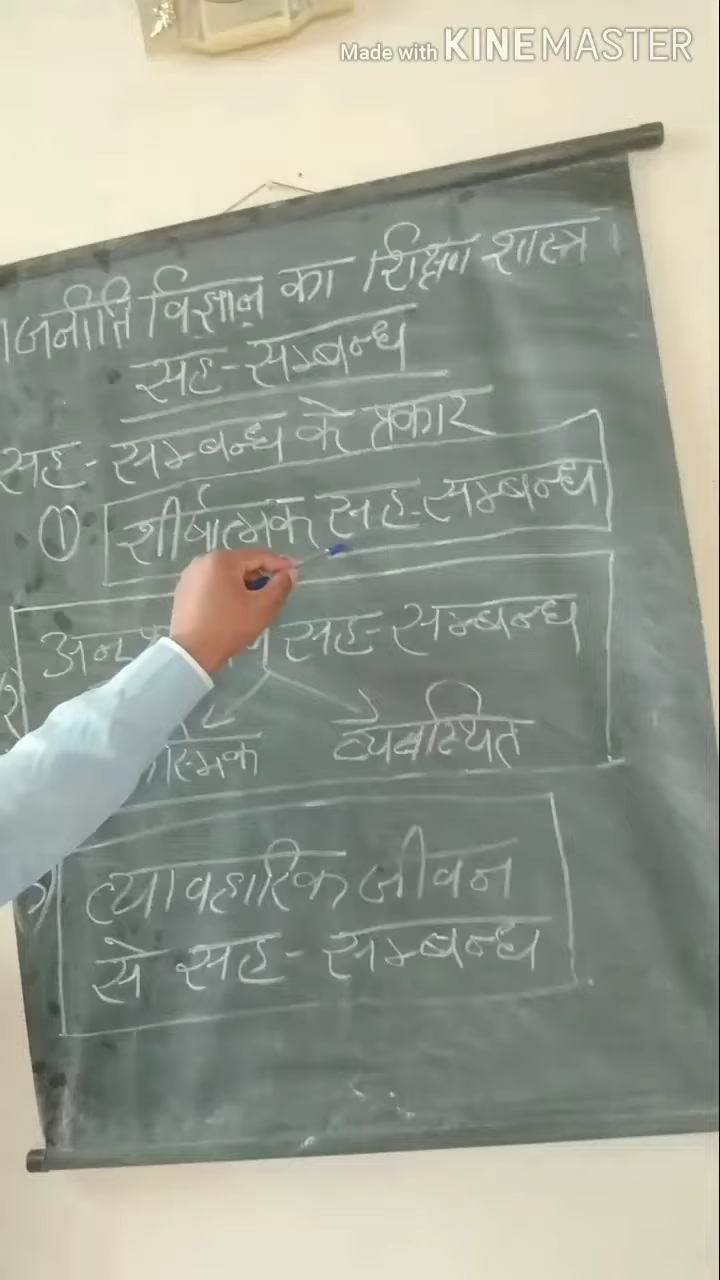 Made with KINEMASTER
राजनीति विज्ञान का शिक्षण शास्त्र ।
सह-सम्बन्ध
सह-सम्बन्ध के प्रकार
① शीर्षात्मक सह-सम्बन्ध
सह-सम्बन्ध
व्यवस्थित
व्यावहारिक जीवन
से सह-सम्बन्ध